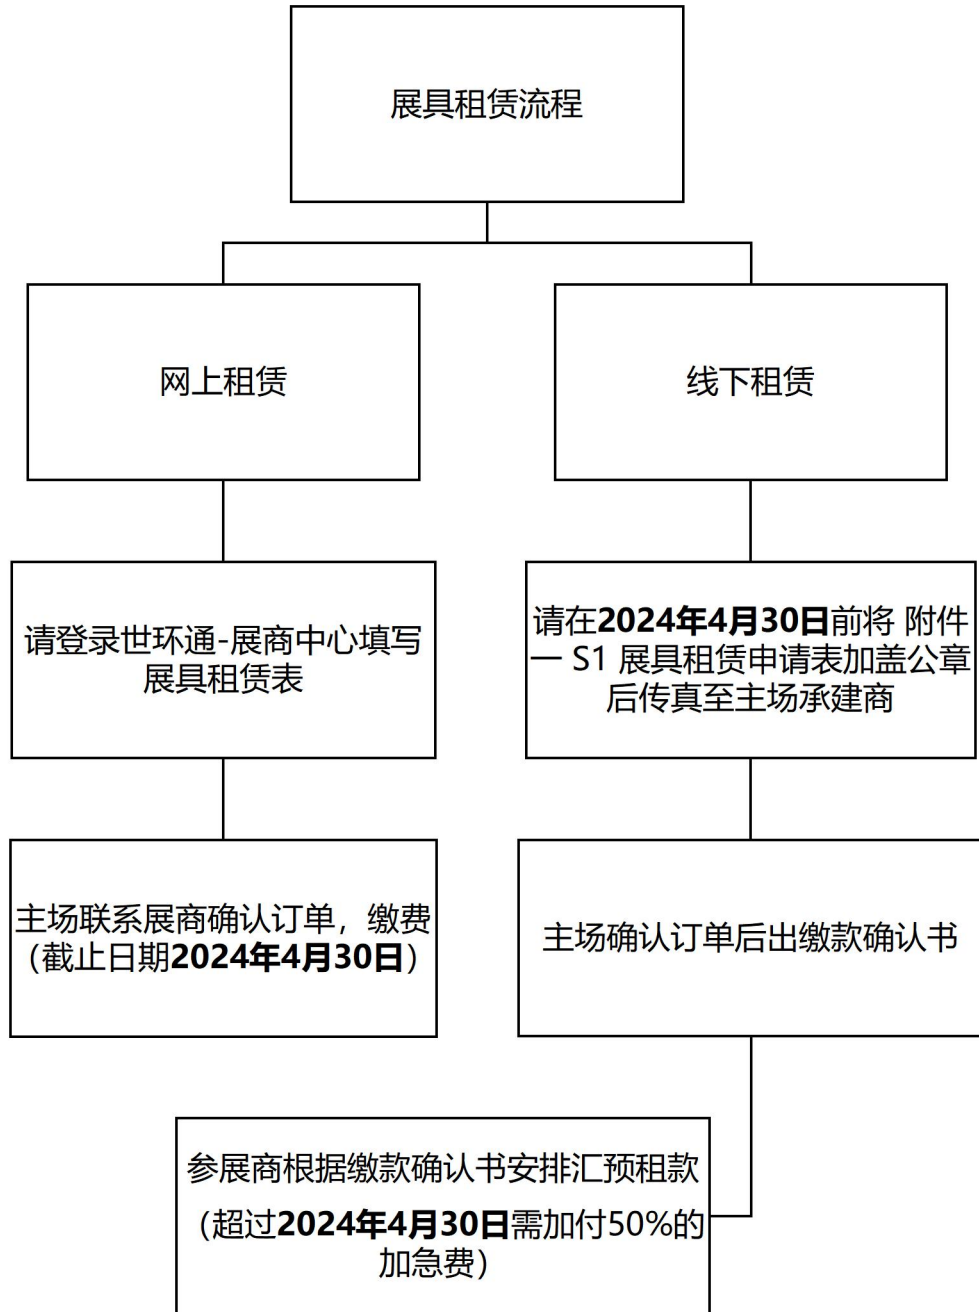 展具租赁流程
网上租赁
线下租赁
请登录世环通-展商中心填写
展具租赁表
请在2024年4月30日前将 附件
一 S1 展具租赁申请表加盖公章
后传真至主场承建商
主场联系展商确认订单，缴费
（截止日期2024年4月30日）
主场确认订单后出缴款确认书
参展商根据缴款确认书安排汇预租款
（超过2024年4月30日需加付50%的
加急费）